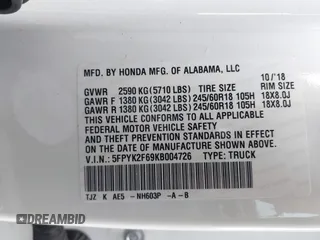 MFD. BY HONDA MFG. OF ALABAMA, LLC 10/'18
GVWR 2590 KG(5710 LBS) TIRE SIZE RIM SIZE
GAWR F 1380 KG(3042 LBS) 245/60R18 105H 18X8.0J
GAWR R 1380 KG(3042 LBS) 245/60R18 105H 18X8.0J
THIS VEHICLE CONFORMS TO ALL APPLICABLE
FEDERAL MOTOR VEHICLE SAFETY AND THEFT
PREVENTION STANDARDS IN EFFECT ON THE
DATE OF MANUFACTURE SHOWN ABOVE.
V.I.N.: 5FPYK2F69KB004726 TYPE: TRUCK
TJZ K AE5 -NH603P -A -B